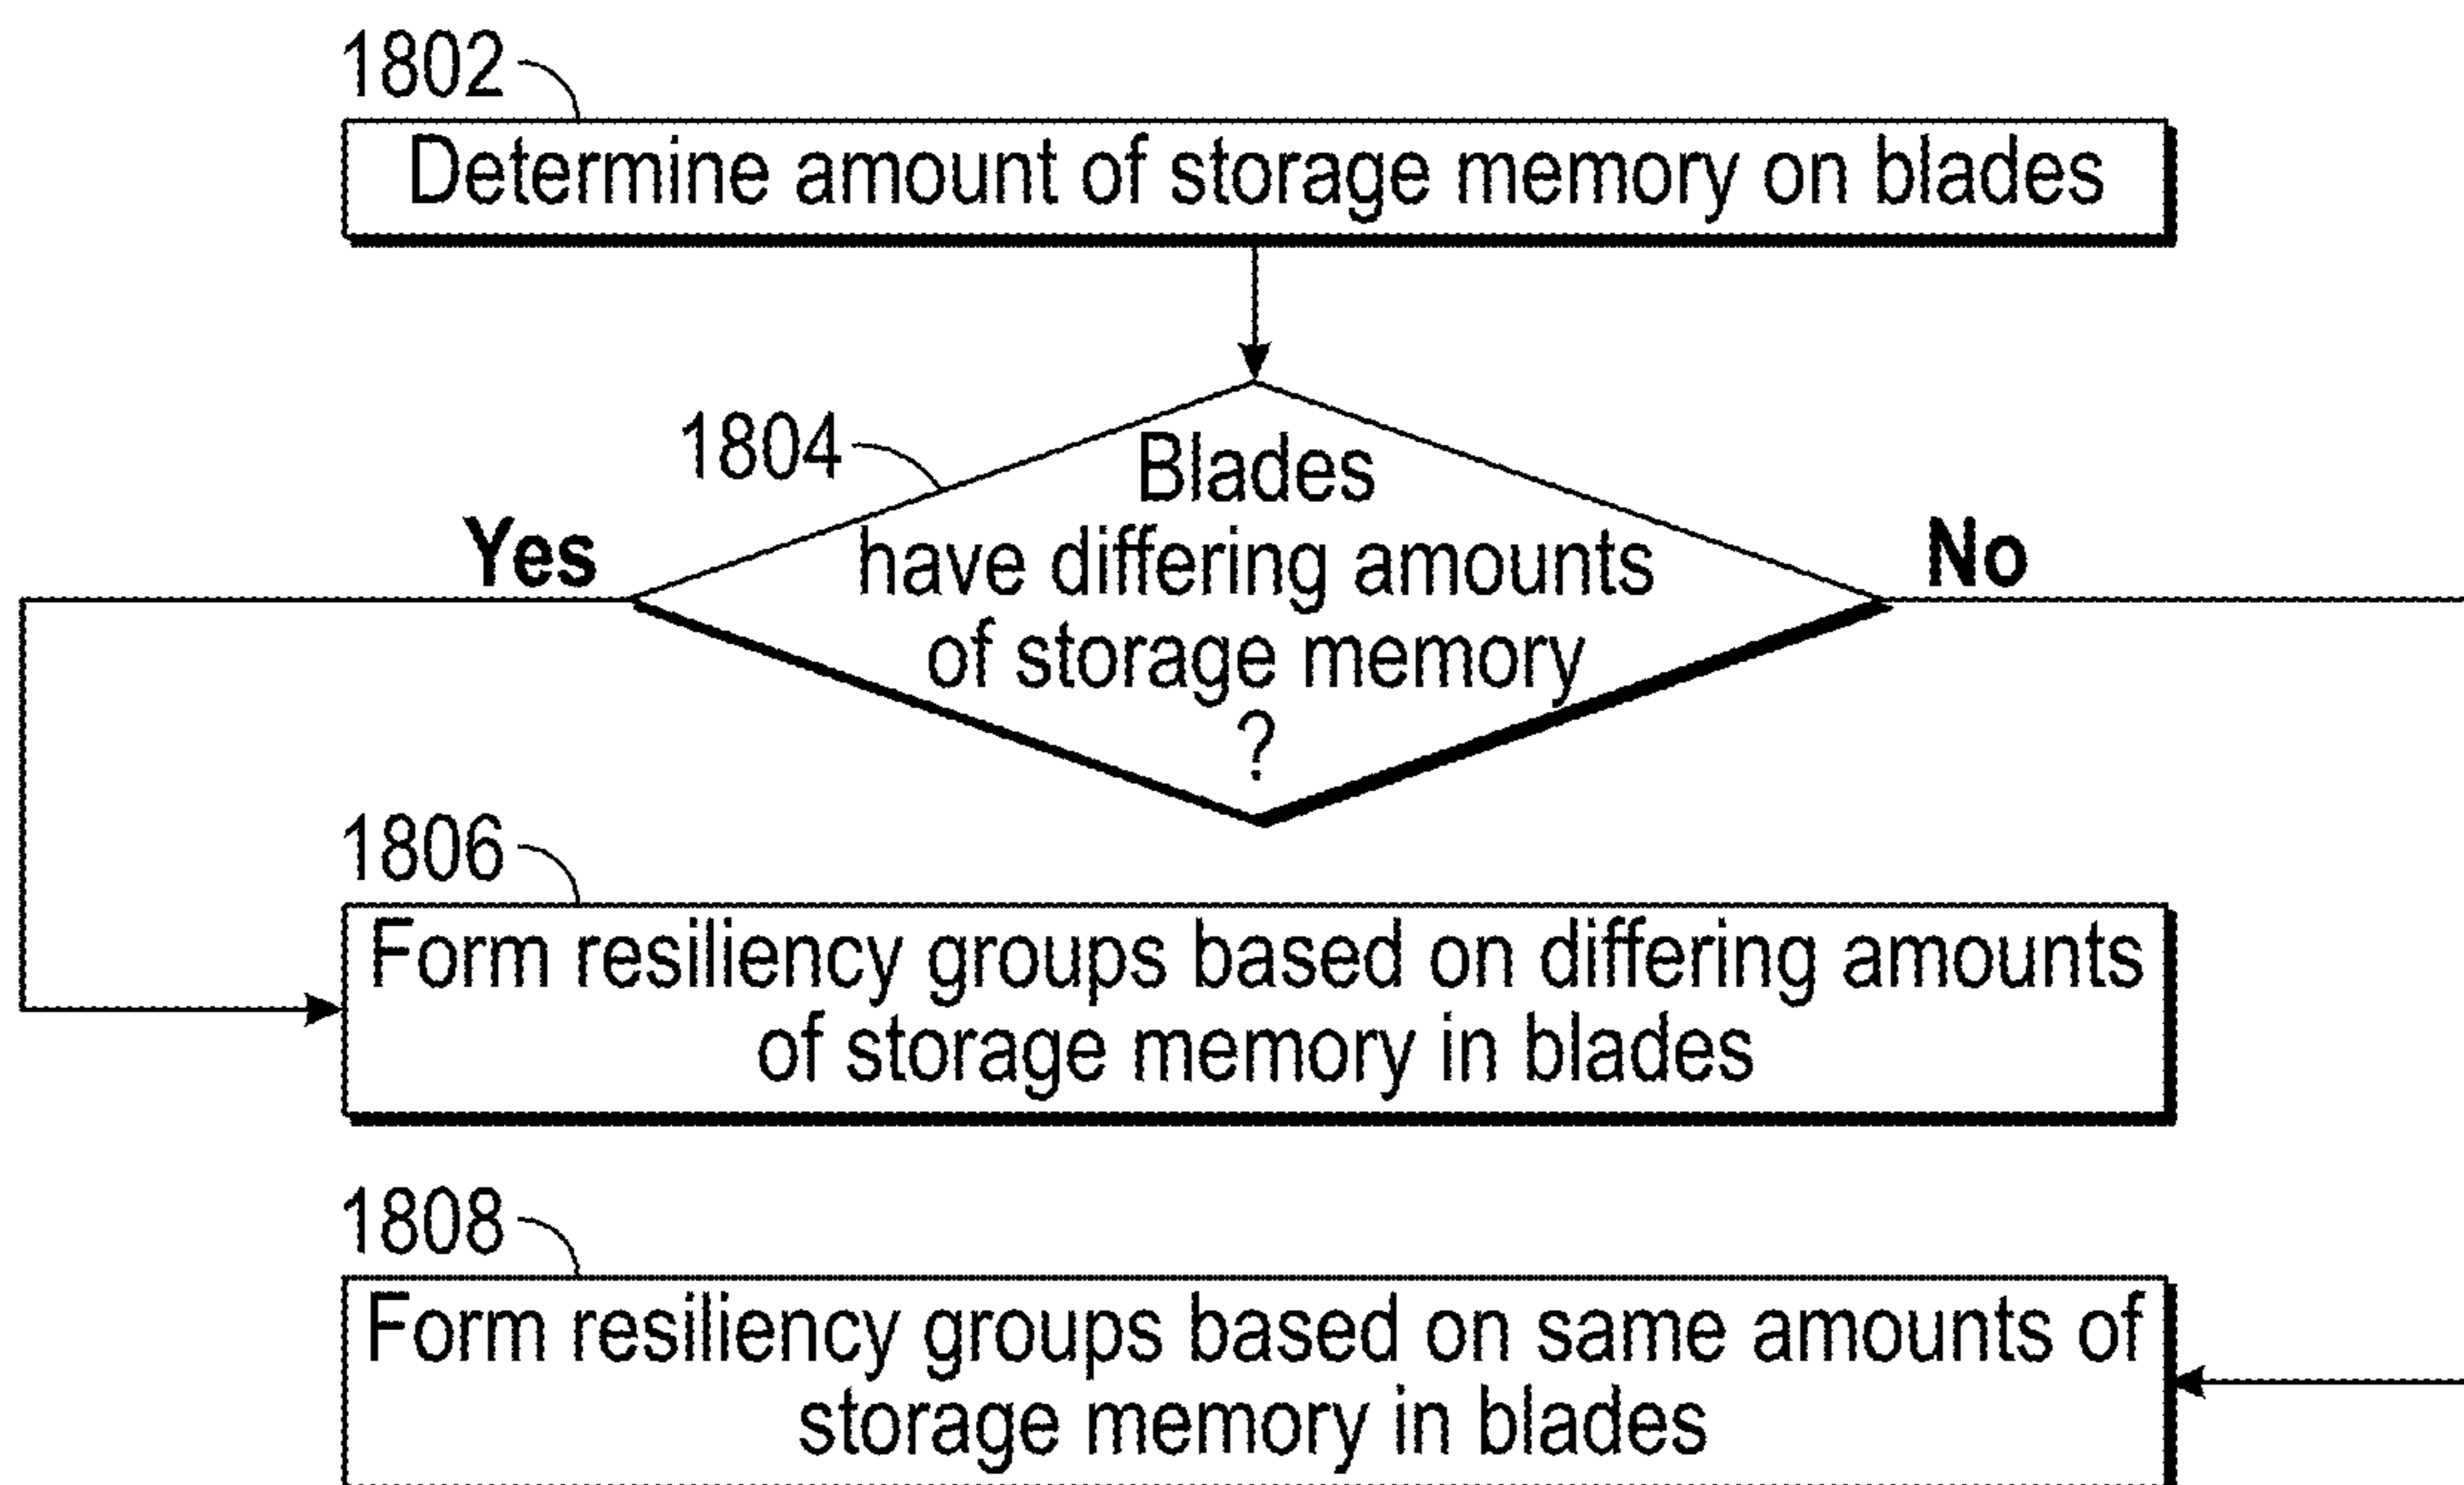 1802
Determine amount of storage memory on blades
1804
Blades
have differing amounts
of storage memory
?
Yes
No
1806
Form resiliency groups based on differing amounts
of storage memory in blades
1808
Form resiliency groups based on same amounts of
storage memory in blades